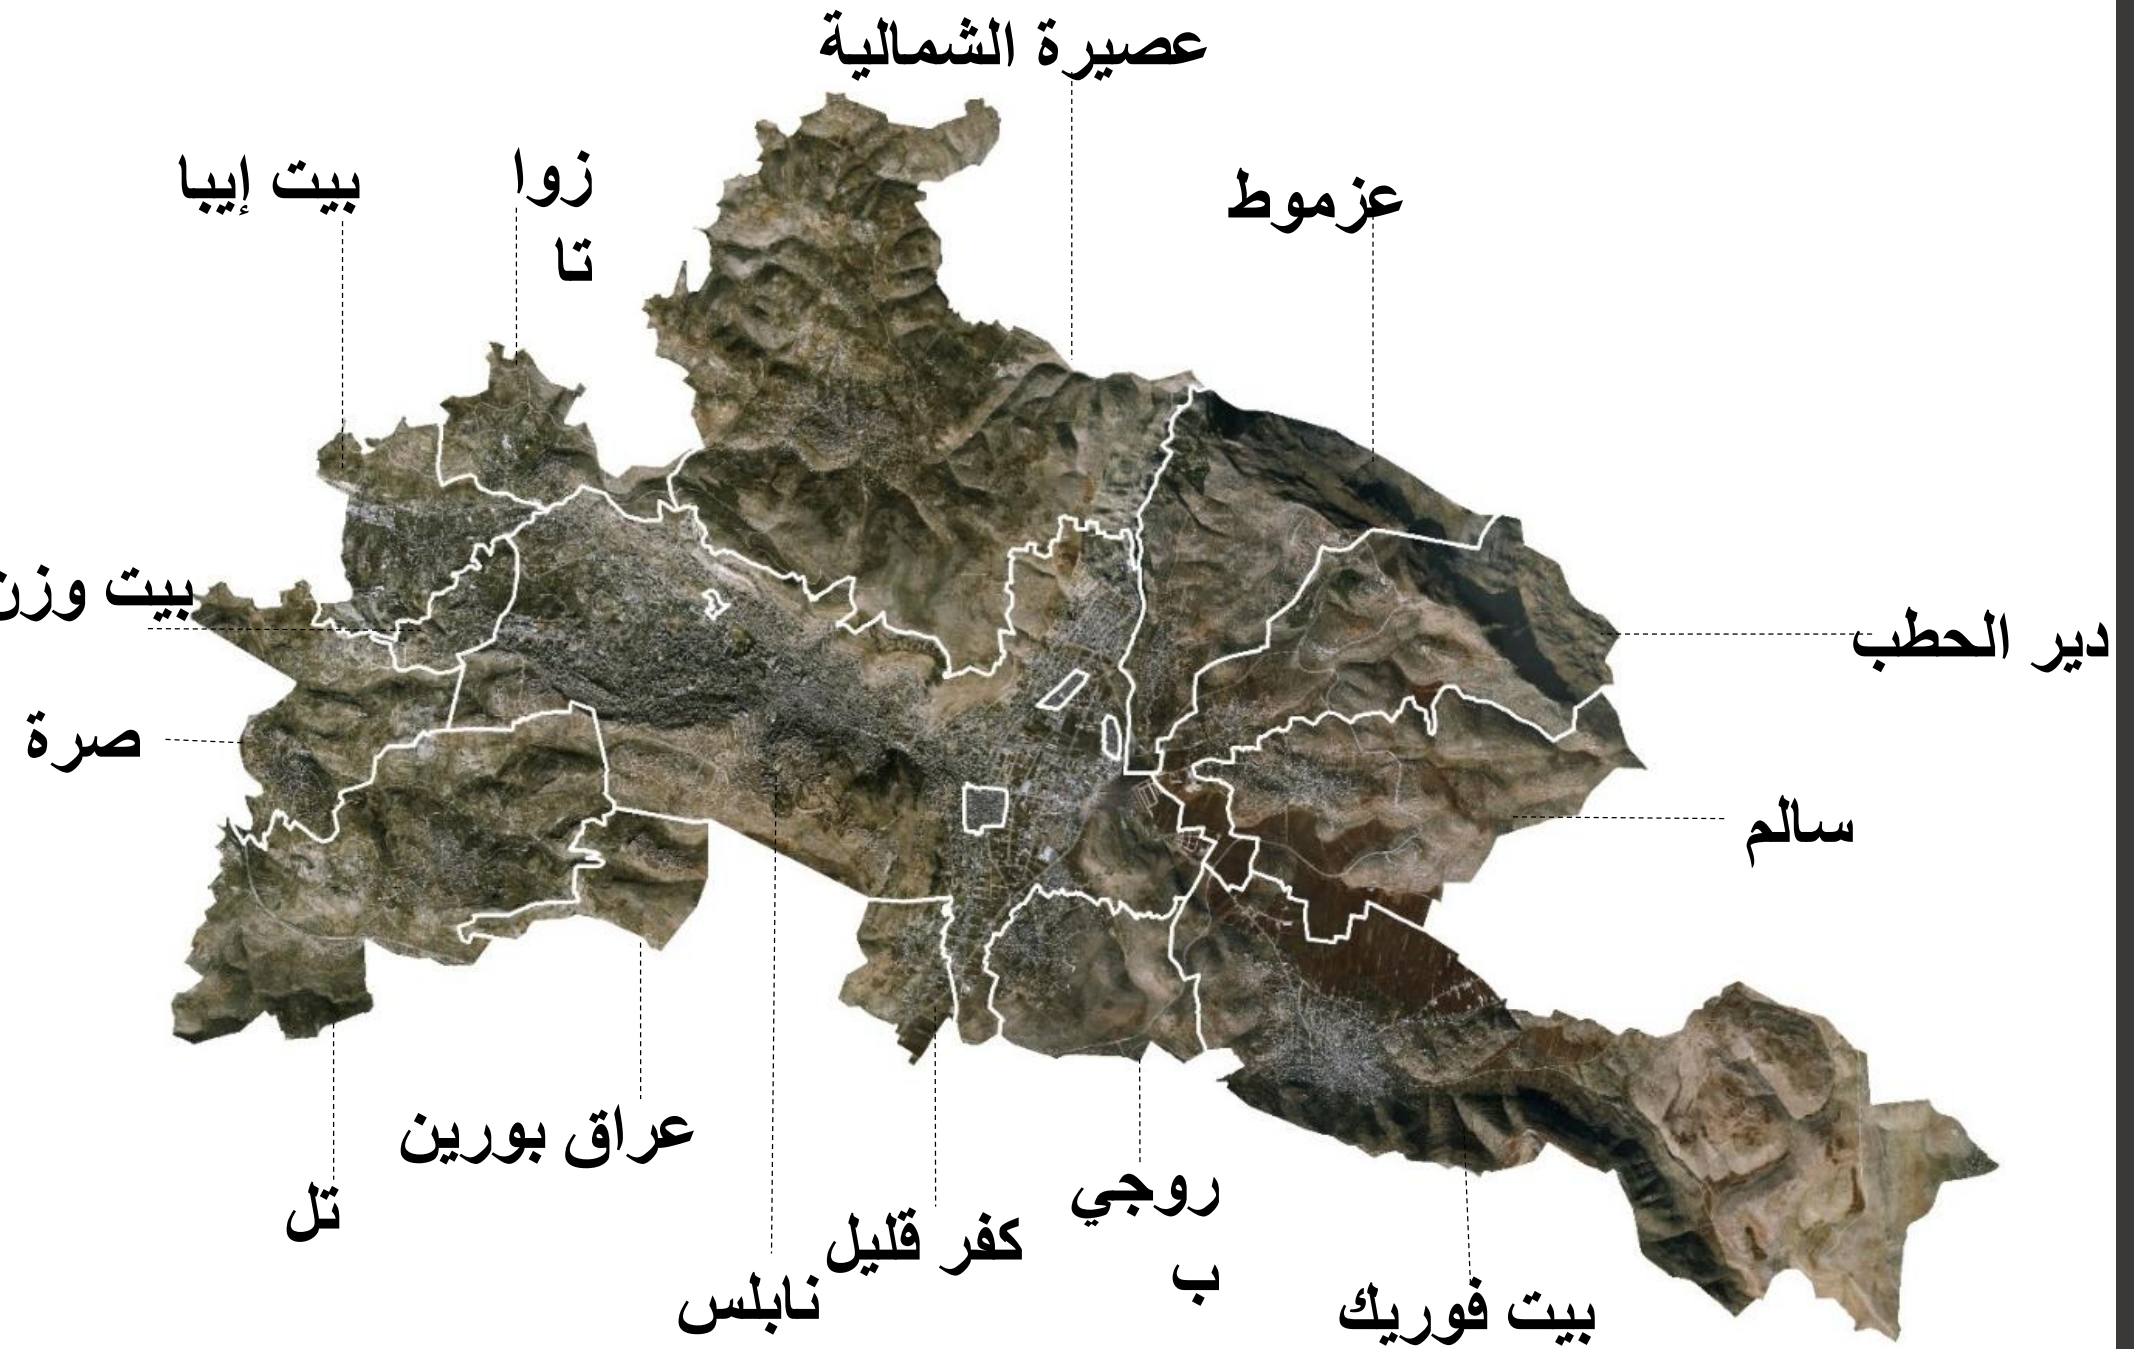 عصيرة الشمالية
بيت إيبا
زوا
تا
عزموط
بيت وزن
دير الحطب
صرة
سالم
عراق بورين
تل
روجي
ب
كفر قليل
نابلس
بيت فوريك